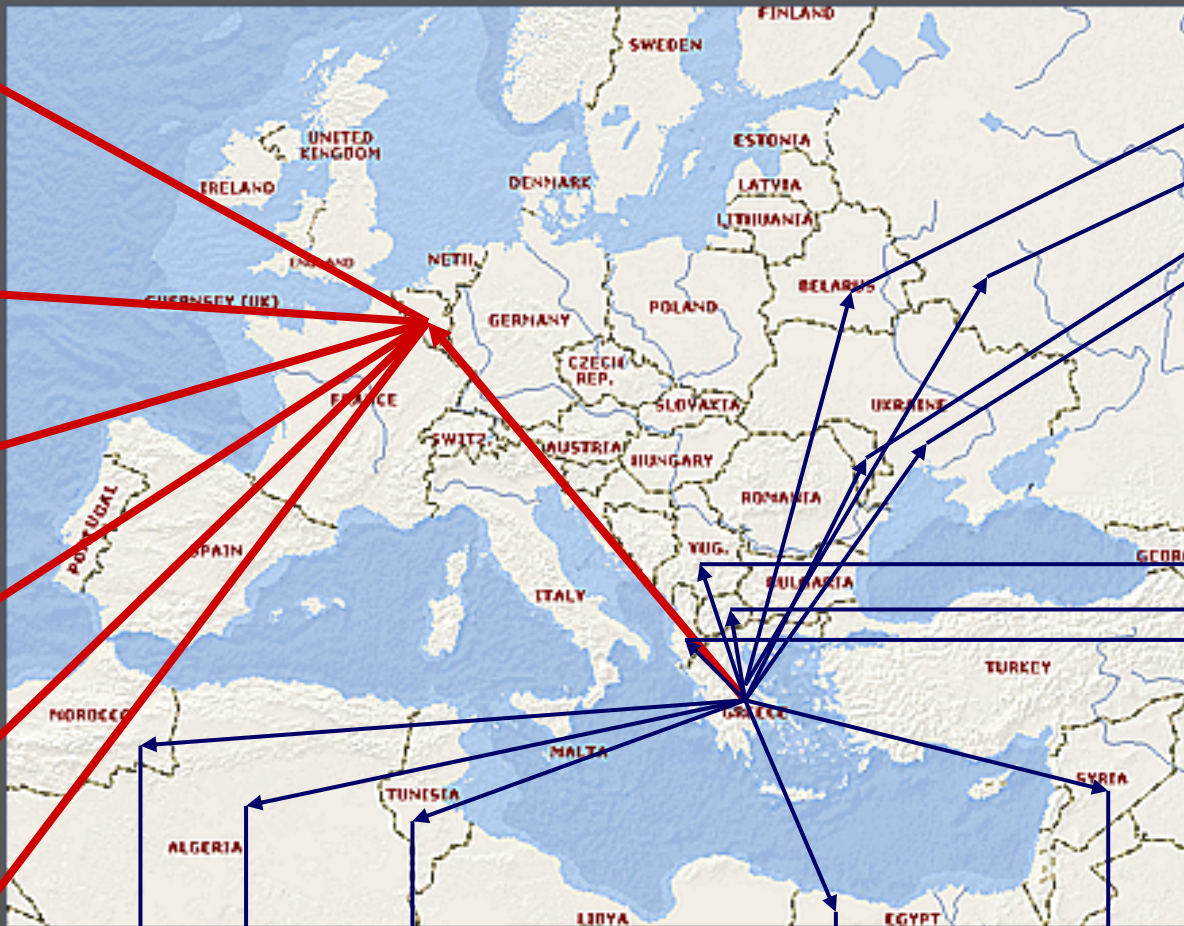 FINLAND
SWEDEN
UNITED
KINGDOM
ESTONIA
IRELAND
DENMARK
LATVIA
LITHUANIA
NETH.
BELARUS
GUERNSEY (UK)
GERMANY
POLAND
CZECH
REP.
FRANCE
SLOVAKIA
UKRAINE
SWITZ.
AUSTRIA
HUNGARY
ROMANIA
PORTUGAL
SPAIN
YUG.
GEOR
BULGARIA
ITALY
TURKEY
MOROCCO
GREECE
MALTA
SYRIA
TUNISIA
ALGERIA
LIBYA
EGYPT